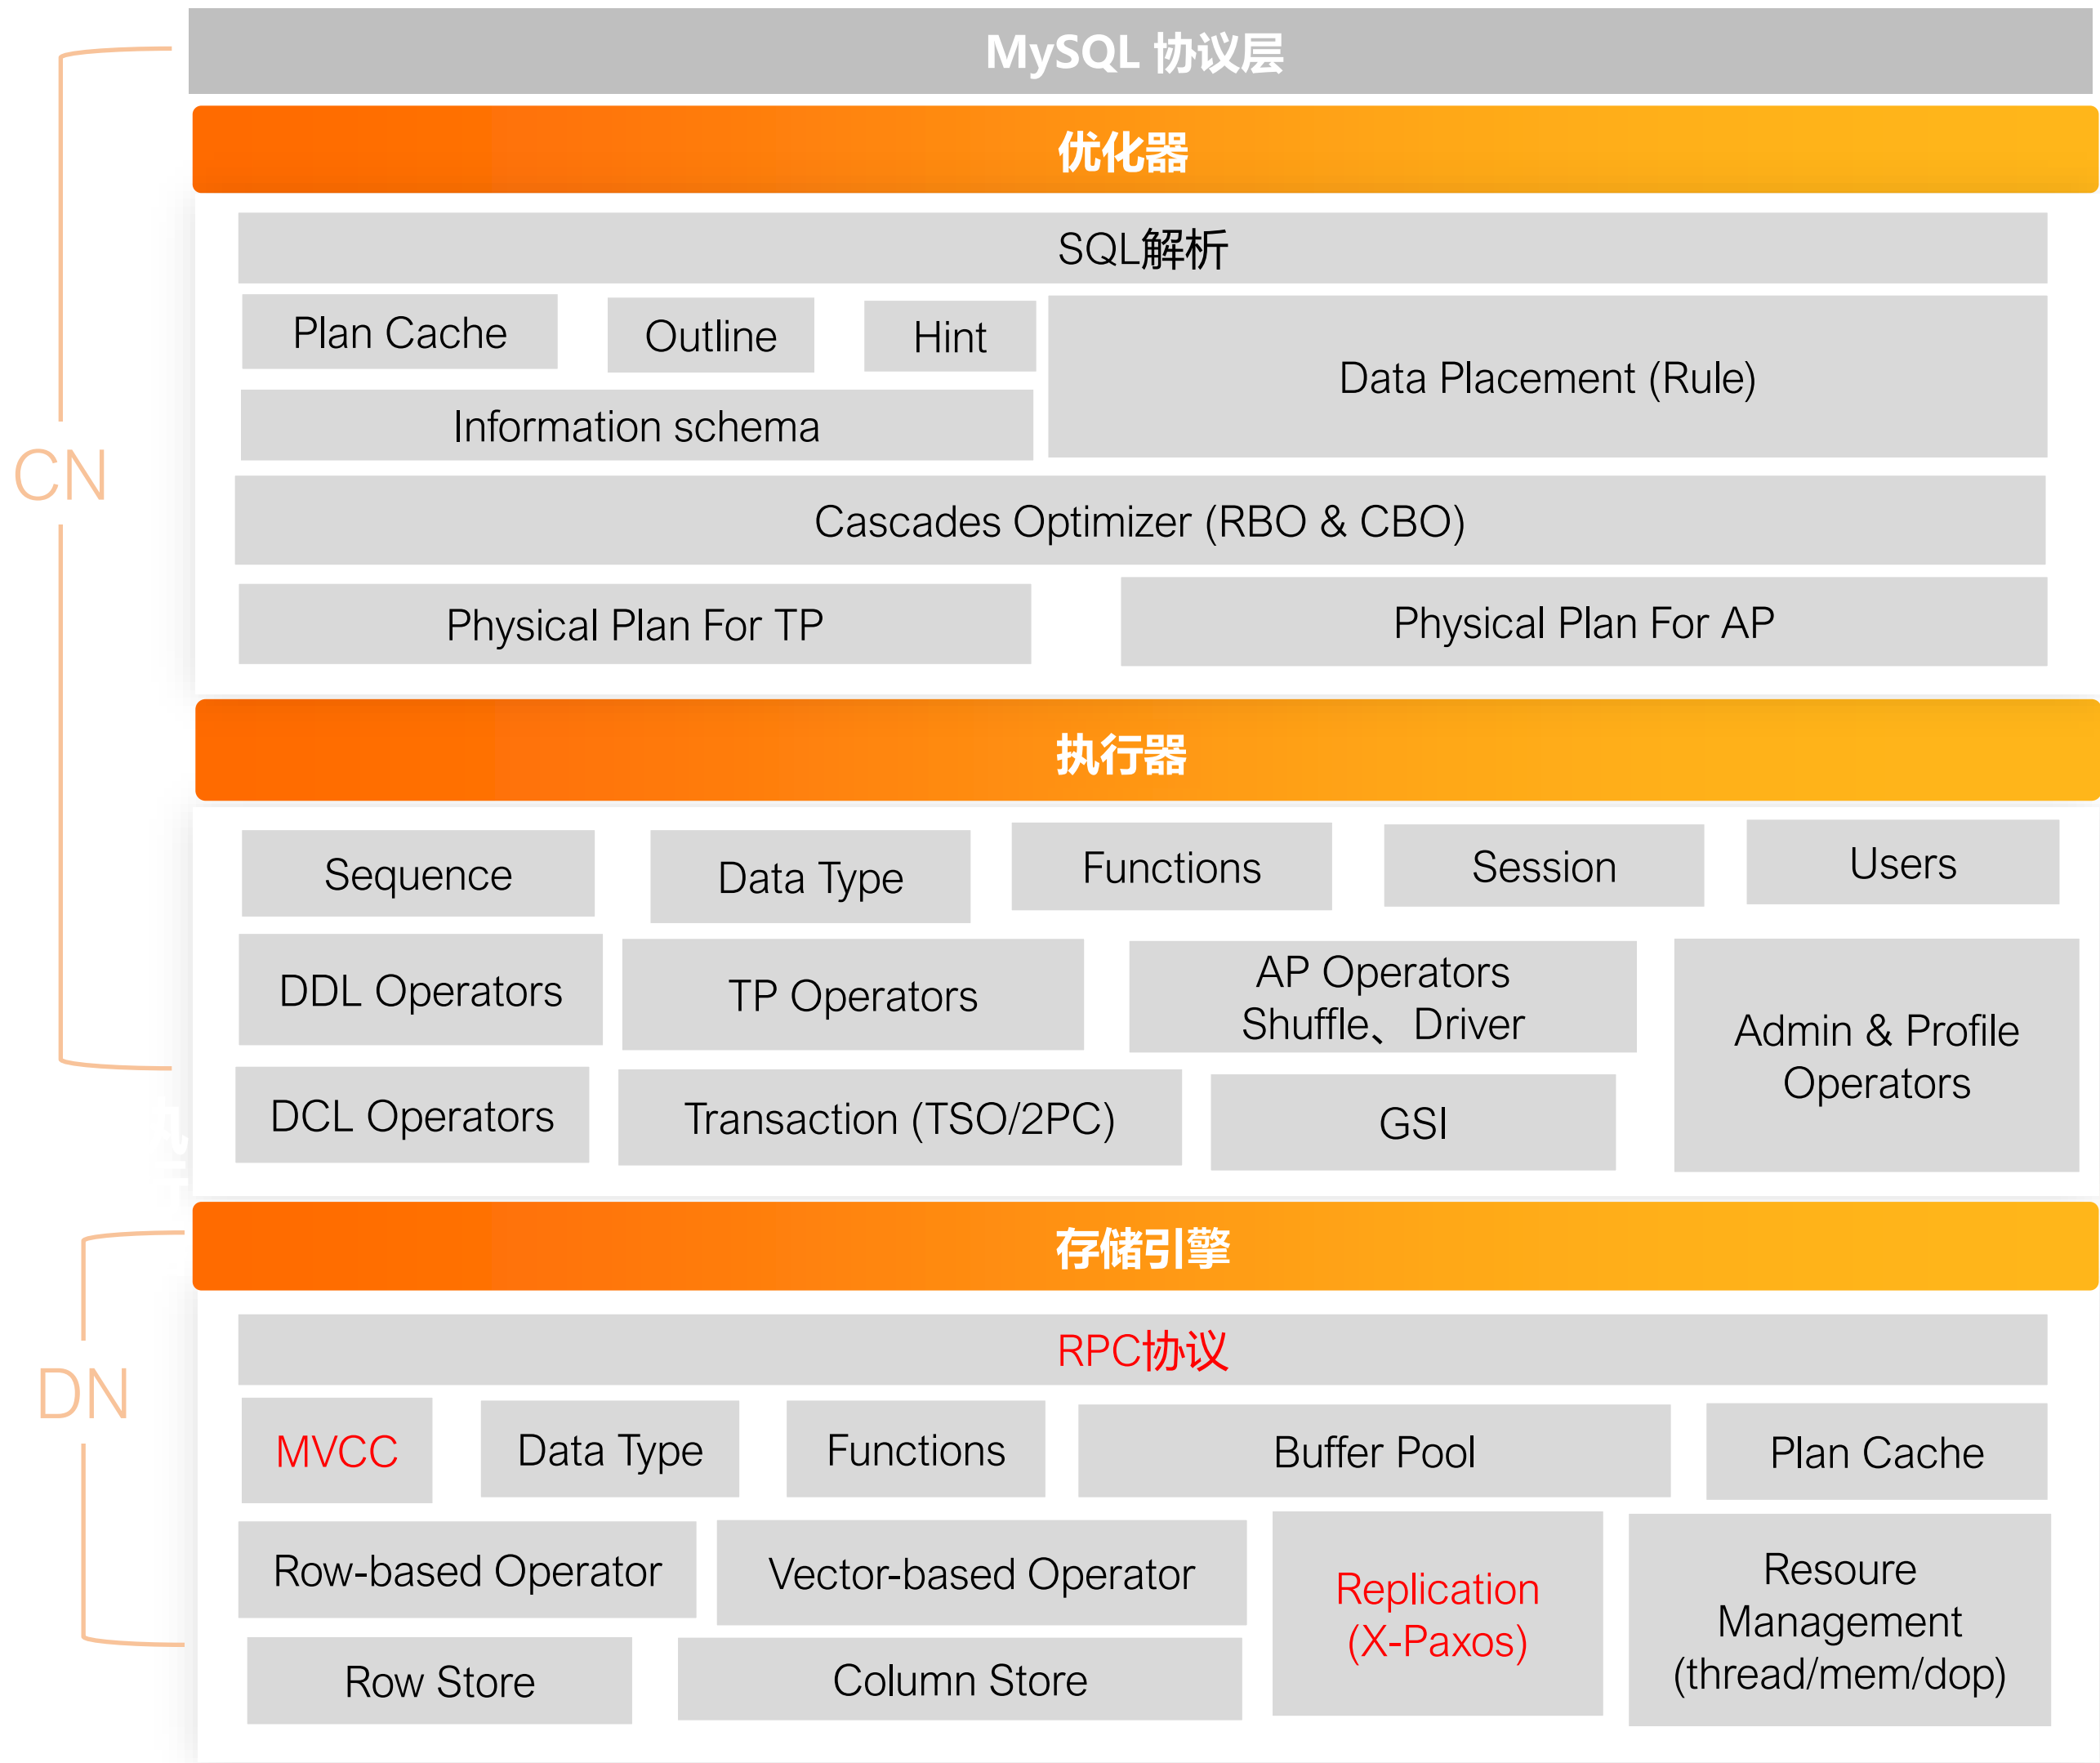 MySQL 协议层
优化器
SQL解析
Plan Cache
Outline
Hint
Data Placement (Rule)
Information schema
CN
Cascades Optimizer (RBO & CBO)
Physical Plan For TP
Physical Plan For AP
执行器
Sequence
Data Type
Functions
Session
Users
DDL Operators
TP Operators
AP Operators
Shuffle、Driver
Admin & Profile
Operators
DCL Operators
Transaction (TSO/2PC)
GSI
存储引擎
RPC协议
DN
MVCC
Data Type
Functions
Buffer Pool
Plan Cache
Row-based Operator
Vector-based Operator
Replication
(X-Paxos)
Resoure
Management
(thread/mem/dop)
Row Store
Column Store